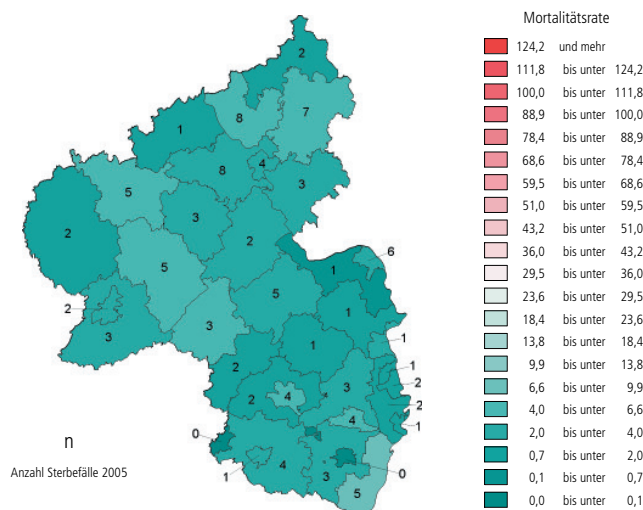 Mortalitätsrate
124,2 und mehr
111,8 bis unter 124,2
100,0 bis unter 111,8
88,9 bis unter 100,0
78,4 bis unter 88,9
68,6 bis unter 78,4
59,5 bis unter 68,6
51,0 bis unter 59,5
43,2 bis unter 51,0
36,0 bis unter 43,2
29,5 bis unter 36,0
23,6 bis unter 29,5
18,4 bis unter 23,6
13,8 bis unter 18,4
9,9 bis unter 13,8
6,6 bis unter 9,9
4,0 bis unter 6,6
2,0 bis unter 4,0
0,7 bis unter 2,0
0,1 bis unter 0,7
0,0 bis unter 0,1
2
8
7
1
8
4
3
5
3
2
2
6
5
1
5
1
2
3
3
1
1
1
2
3
2
2
4
2
4
1
0
1
4
3
0
5
n
Anzahl Sterbefälle 2005